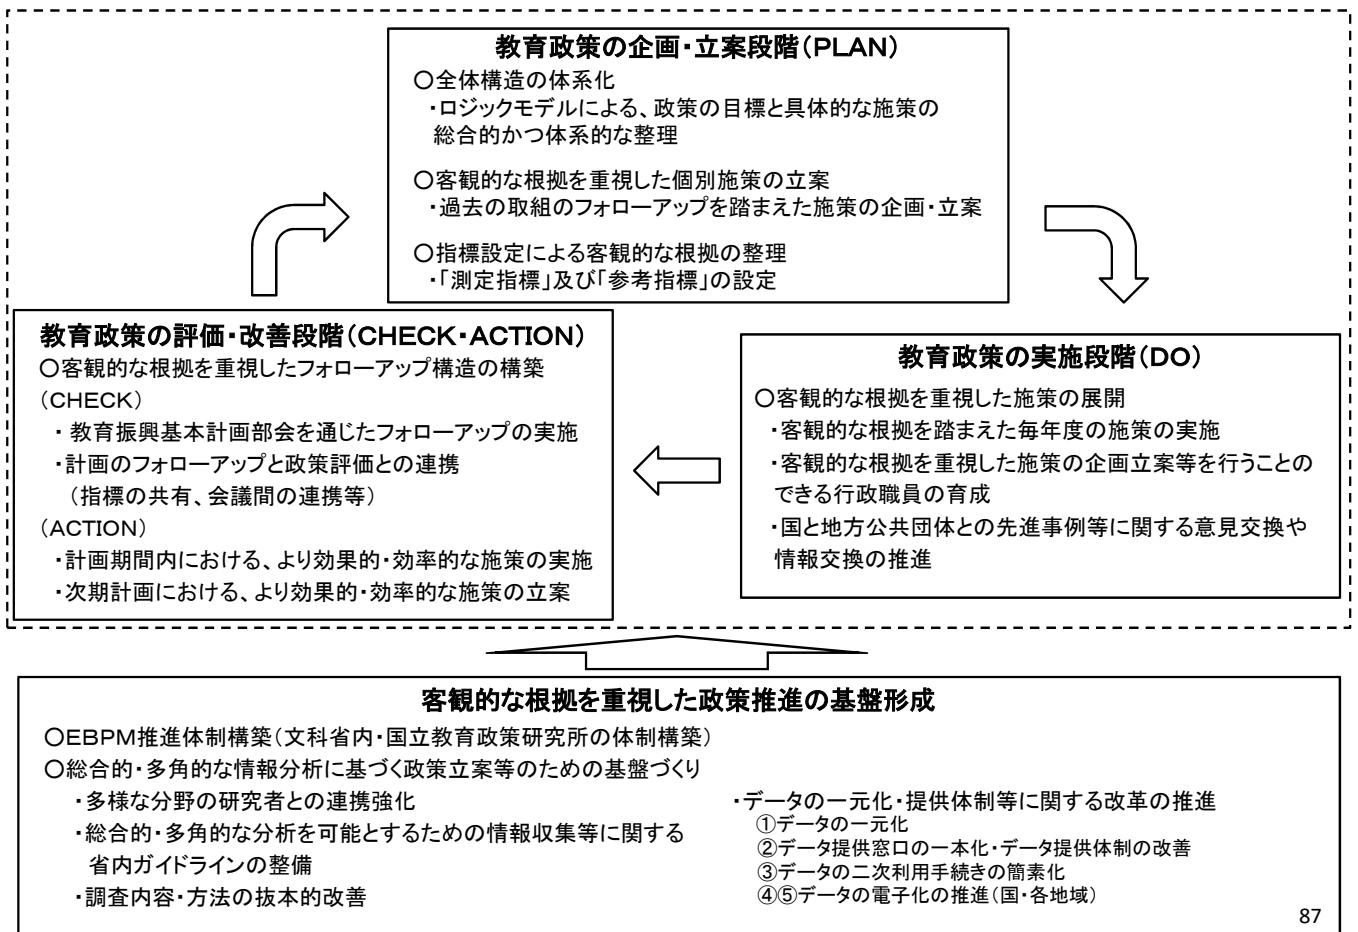 教育政策の企画・立案段階(PLAN)
○全体構造の体系化
・ロジックモデルによる、政策の目標と具体的な施策の
総合的かつ体系的な整理
○客観的な根拠を重視した個別施策の立案
・過去の取組のフォローアップを踏まえた施策の企画・立案
○指標設定による客観的な根拠の整理
・「測定指標」及び「参考指標」の設定
教育政策の評価・改善段階(CHECK・ACTION)
○客観的な根拠を重視したフォローアップ構造の構築
(CHECK)
・ 教育振興基本計画部会を通じたフォローアップの実施
・計画のフォローアップと政策評価との連携
(指標の共有、会議間の連携等)
(ACTION)
・計画期間内における、より効果的・効率的な施策の実施
・次期計画における、より効果的・効率的な施策の立案
教育政策の実施段階(DO)
○客観的な根拠を重視した施策の展開
・客観的な根拠を踏まえた毎年度の施策の実施
・客観的な根拠を重視した施策の企画立案等を行うことの
できる行政職員の育成
・国と地方公共団体との先進事例等に関する意見交換や
情報交換の推進
客観的な根拠を重視した政策推進の基盤形成
○EBPM推進体制構築(文科省内・国立教育政策研究所の体制構築)
○総合的・多角的な情報分析に基づく政策立案等のための基盤づくり
・多様な分野の研究者との連携強化
・総合的・多角的な分析を可能とするための情報収集等に関する
省内ガイドラインの整備
・調査内容・方法の抜本的改善
・データの一元化・提供体制等に関する改革の推進
①データの一元化
②データ提供窓口の一本化・データ提供体制の改善
③データの二次利用手続きの簡素化
④⑤データの電子化の推進(国・各地域)
87